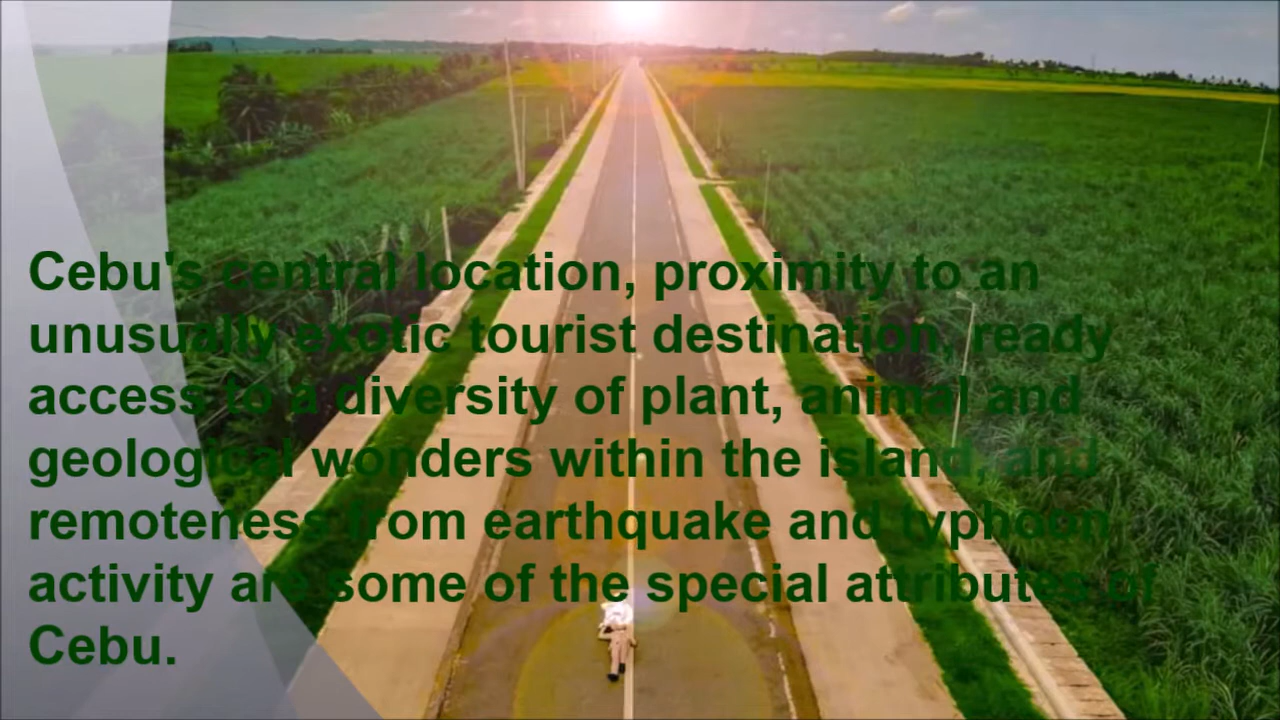 Cebu's central location, proximity to an
unusually exotic tourist destination, ready
access to a diversity of plant, animal and
geological wonders within the island, and
remoteness from earthquake and typhoon
activity are some of the special attributes of
Cebu.